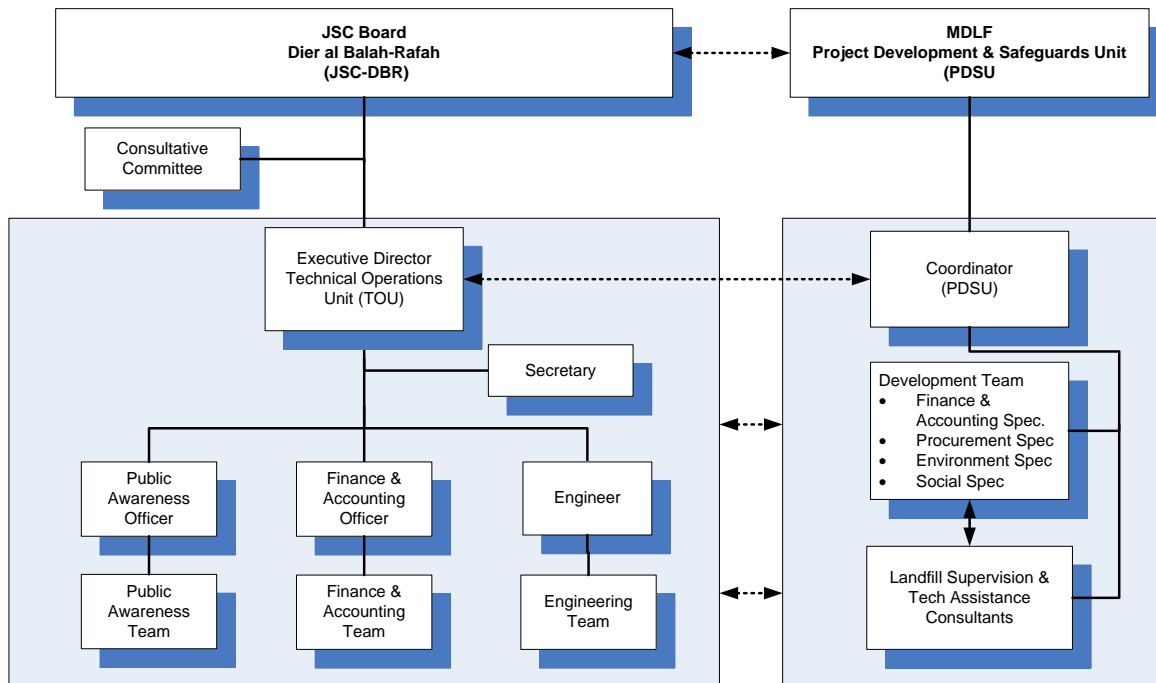 JSC Board
Dier al Balah-Rafah
(JSC-DBR)
MDLF
Project Development & Safeguards Unit
(PDSU
Consultative
Committee
Executive Director
Technical Operations
Unit (TOU)
Coordinator
(PDSU)
Secretary
Development Team
• Finance &
Accounting Spec.
• Procurement Spec
• Environment Spec
• Social Spec
Public
Awareness
Officer
Finance &
Accounting
Officer
Engineer
Public
Awareness
Team
Finance &
Accounting
Team
Engineering
Team
Landfill Supervision &
Tech Assistance
Consultants